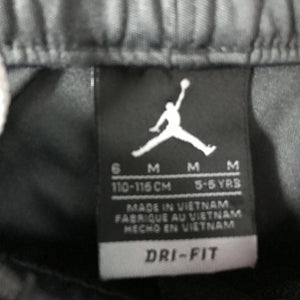 6 M M M
110-116CM 5-6 YRS
MADE IN VIETNAM
FABRIQUE AU VIETNAM
HECHO EN VIETNAM
DRI-FIT